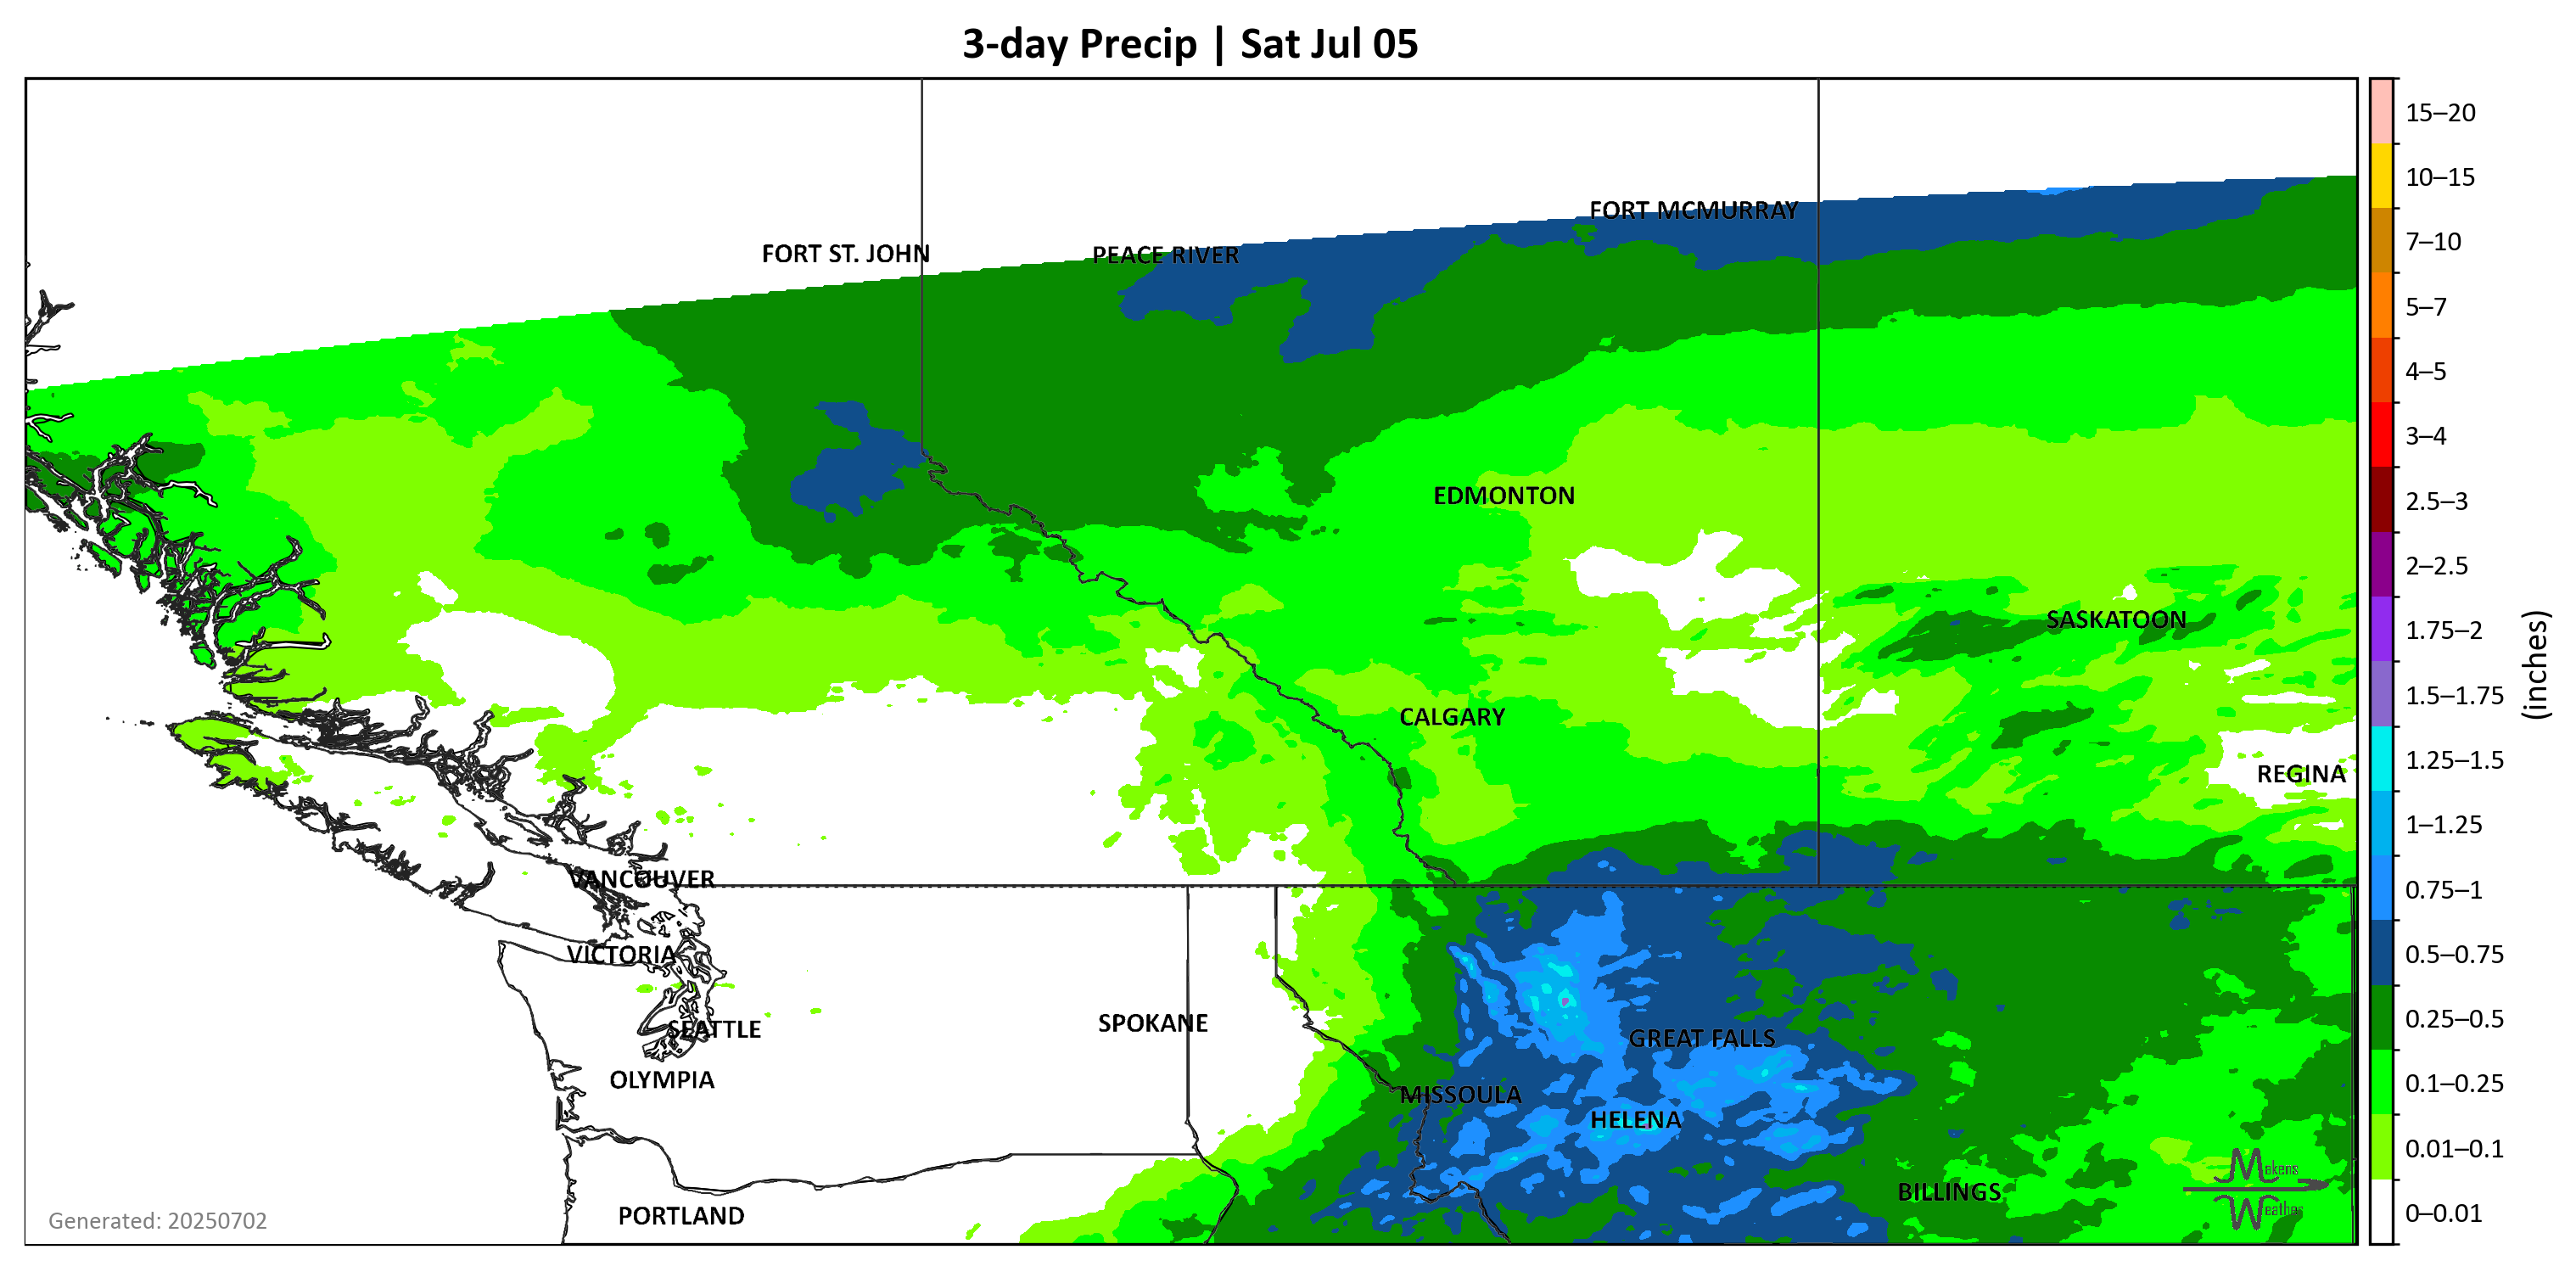 3-day Precip | Sat Jul 05
15–20
10–15
FORT MCMURRAY
FORT ST. JOHN
PEACE RIVER
7–10
5–7
4–5
3–4
EDMONTON
2.5–3
2–2.5
SASKATOON
1.75–2
(inches)
1.5–1.75
CALGARY
1.25–1.5
REGINA
1–1.25
VANCOUVER
0.75–1
VICTORIA
0.5–0.75
SPOKANE
0.25–0.5
SEATTLE
GREAT FALLS
OLYMPIA
0.1–0.25
MISSOULA
HELENA
0.01–0.1
Makens
BILLINGS
Weather
PORTLAND
0–0.01
Generated: 20250702